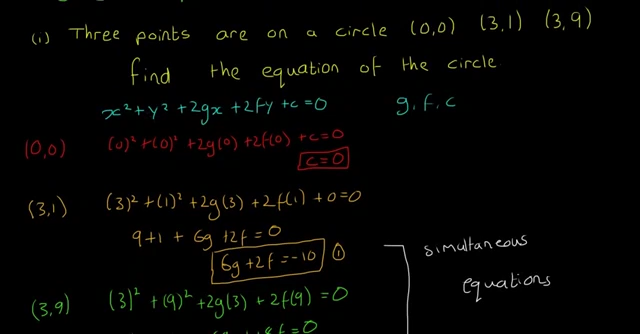 (i) Three points are on a circle (0,0) (3,1) (3,9)
find the equation of the circle
x² + y² + 2gx + 2fy + c = 0 g, f, c
(0,0) (0)² + (0)² + 2g(0) + 2f(0) + c = 0
c = 0
(3,1) (3)² + (1)² + 2g(3) + 2f(1) + 0 = 0
9 + 1 + 6g + 2f = 0
simultaneous
6g + 2f = -10 ①
equations
(3,9) (3)² + (9)² + 2g(3) + 2f(9) = 0